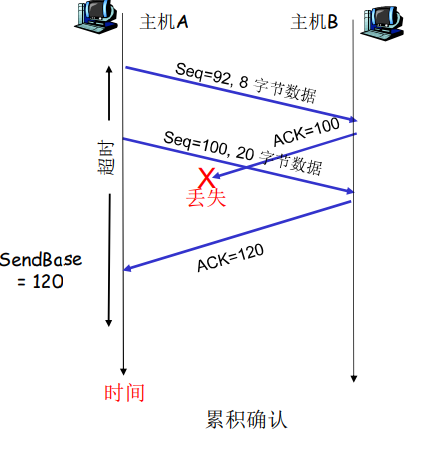 主机A
主机B
Seq=92, 8 字节数据
ACK=100
Seq=100, 20 字节数据
超时
X
丢失
ACK=120
SendBase
= 120
时间
累积确认